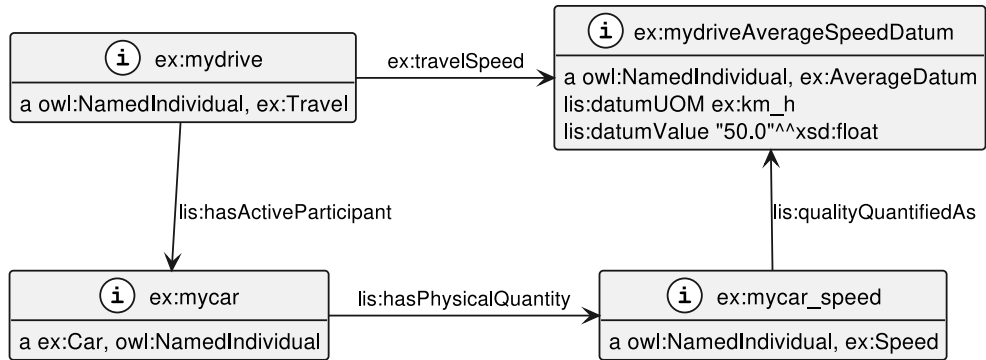 i ex:mydrive
a owl:NamedIndividual, ex:Travel
ex:travelSpeed
i ex:mydriveAverageSpeedDatum
a owl:NamedIndividual, ex:AverageDatum
lis:datumUOM ex:km_h
lis:datumValue "50.0"^^xsd:float
lis:hasActiveParticipant
lis:qualityQuantifiedAs
i ex:mycar
a ex:Car, owl:NamedIndividual
lis:hasPhysicalQuantity
i ex:mycar_speed
a owl:NamedIndividual, ex:Speed